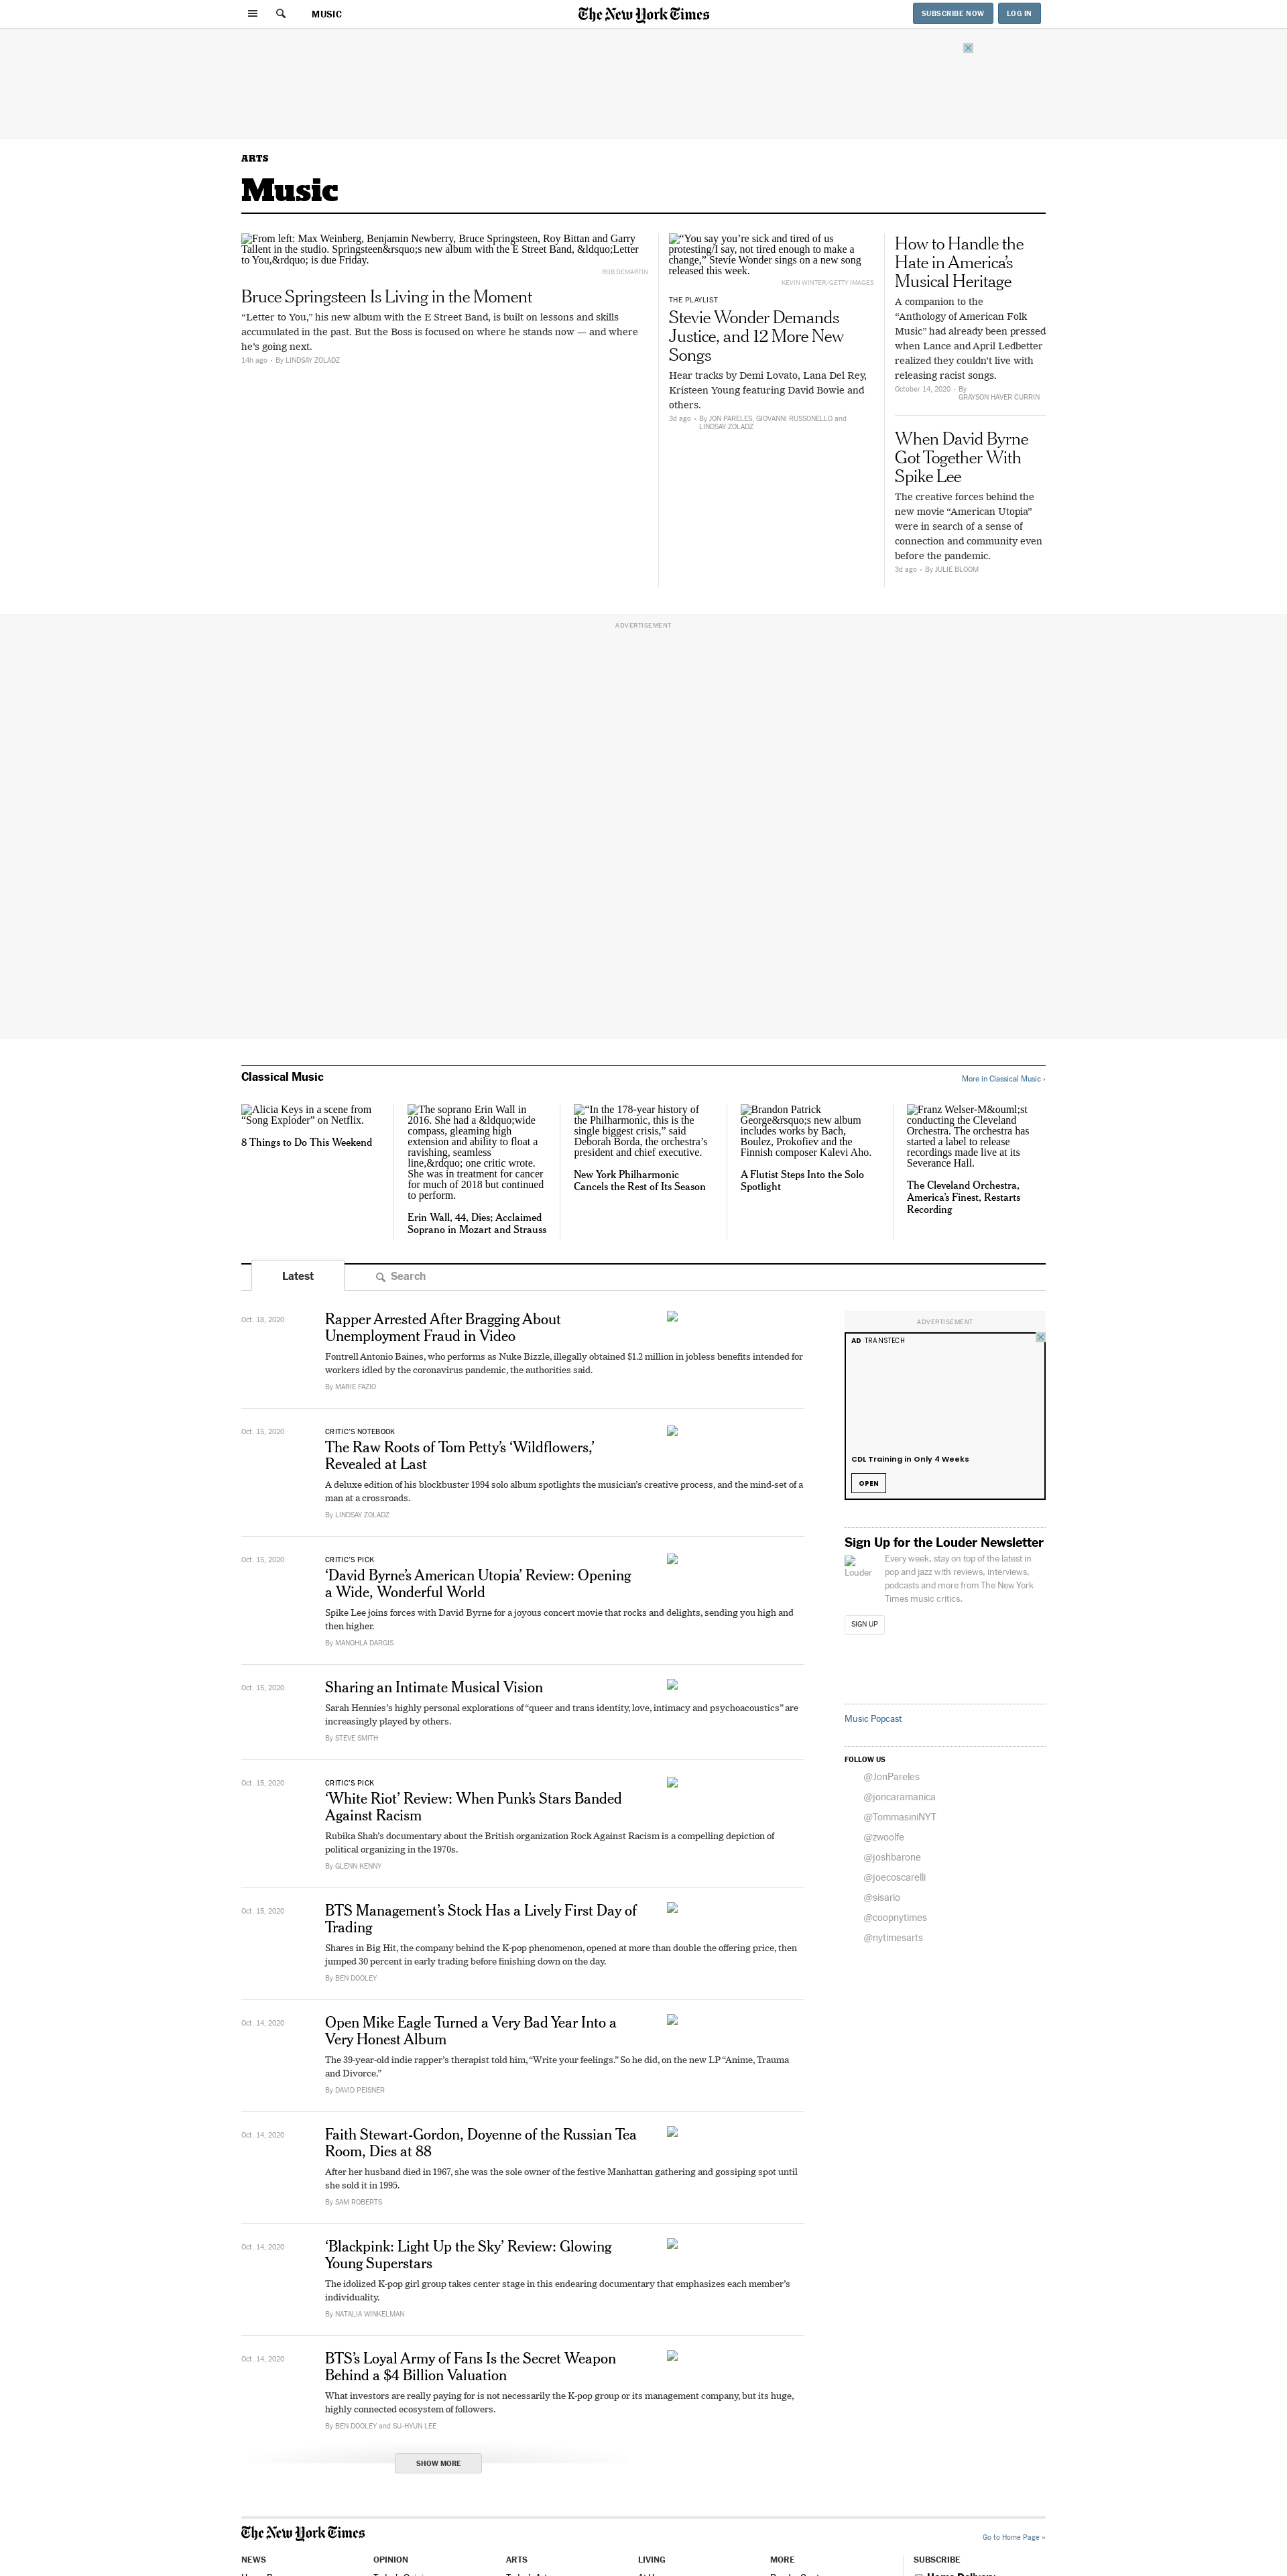 MUSIC
The New York Times
SUBSCRIBE NOW
LOG IN
ARTS
Music
From left: Max Weinberg, Benjamin Newberry, Bruce Springsteen, Roy Bittan and Garry
Tallent in the studio. Springsteen&rsquo;s new album with the E Street Band, &ldquo;Letter
to You,&rdquo; is due Friday.
ROB DEMARTIN
Bruce Springsteen Is Living in the Moment
“Letter to You,” his new album with the E Street Band, is built on lessons and skills
accumulated in the past. But the Boss is focused on where he stands now — and where
he’s going next.
14h ago • By LINDSAY ZOLADZ
“You say you’re sick and tired of us
protesting/I say, not tired enough to make a
change,” Stevie Wonder sings on a new song
released this week.
KEVIN WINTER/GETTY IMAGES
THE PLAYLIST
Stevie Wonder Demands
Justice, and 12 More New
Songs
Hear tracks by Demi Lovato, Lana Del Rey,
Kristeen Young featuring David Bowie and
others.
3d ago • By JON PARELES, GIOVANNI RUSSONELLO and
LINDSAY ZOLADZ
How to Handle the
Hate in America’s
Musical Heritage
A companion to the
“Anthology of American Folk
Music” had already been pressed
when Lance and April Ledbetter
realized they couldn’t live with
releasing racist songs.
October 14, 2020 • By
GRAYSON HAVER CURRIN
When David Byrne
Got Together With
Spike Lee
The creative forces behind the
new movie “American Utopia”
were in search of a sense of
connection and community even
before the pandemic.
3d ago • By JULIE BLOOM
ADVERTISEMENT
Classical Music
More in Classical Music ›
Alicia Keys in a scene from
“Song Exploder” on Netflix.
8 Things to Do This Weekend
The soprano Erin Wall in
2016. She had a &ldquo;wide
compass, gleaming high
extension and ability to float a
ravishing, seamless
line,&rdquo; one critic wrote.
She was in treatment for cancer
for much of 2018 but continued
to perform.
Erin Wall, 44, Dies; Acclaimed
Soprano in Mozart and Strauss
“In the 178-year history of
the Philharmonic, this is the
single biggest crisis,” said
Deborah Borda, the orchestra’s
president and chief executive.
New York Philharmonic
Cancels the Rest of Its Season
Brandon Patrick
George&rsquo;s new album
includes works by Bach,
Boulez, Prokofiev and the
Finnish composer Kalevi Aho.
A Flutist Steps Into the Solo
Spotlight
Franz Welser-M&ouml;st
conducting the Cleveland
Orchestra. The orchestra has
started a label to release
recordings made live at its
Severance Hall.
The Cleveland Orchestra,
America’s Finest, Restarts
Recording
Latest
Search
Oct. 18, 2020
Rapper Arrested After Bragging About
Unemployment Fraud in Video
Fontrell Antonio Baines, who performs as Nuke Bizzle, illegally obtained $1.2 million in jobless benefits intended for
workers idled by the coronavirus pandemic, the authorities said.
By MARIE FAZIO
Oct. 15, 2020
CRITIC’S NOTEBOOK
The Raw Roots of Tom Petty’s ‘Wildflowers,’
Revealed at Last
A deluxe edition of his blockbuster 1994 solo album spotlights the musician’s creative process, and the mind-set of a
man at a crossroads.
By LINDSAY ZOLADZ
Oct. 15, 2020
CRITIC’S PICK
‘David Byrne’s American Utopia’ Review: Opening
a Wide, Wonderful World
Spike Lee joins forces with David Byrne for a joyous concert movie that rocks and delights, sending you high and
then higher.
By MANOHLA DARGIS
Oct. 15, 2020
Sharing an Intimate Musical Vision
Sarah Hennies’s highly personal explorations of “queer and trans identity, love, intimacy and psychoacoustics” are
increasingly played by others.
By STEVE SMITH
Oct. 15, 2020
CRITIC’S PICK
‘White Riot’ Review: When Punk’s Stars Banded
Against Racism
Rubika Shah’s documentary about the British organization Rock Against Racism is a compelling depiction of
political organizing in the 1970s.
By GLENN KENNY
Oct. 15, 2020
BTS Management’s Stock Has a Lively First Day of
Trading
Shares in Big Hit, the company behind the K-pop phenomenon, opened at more than double the offering price, then
jumped 30 percent in early trading before finishing down on the day.
By BEN DOOLEY
Oct. 14, 2020
Open Mike Eagle Turned a Very Bad Year Into a
Very Honest Album
The 39-year-old indie rapper’s therapist told him, “Write your feelings.” So he did, on the new LP “Anime, Trauma
and Divorce.”
By DAVID PEISNER
Oct. 14, 2020
Faith Stewart-Gordon, Doyenne of the Russian Tea
Room, Dies at 88
After her husband died in 1967, she was the sole owner of the festive Manhattan gathering and gossiping spot until
she sold it in 1995.
By SAM ROBERTS
Oct. 14, 2020
‘Blackpink: Light Up the Sky’ Review: Glowing
Young Superstars
The idolized K-pop girl group takes center stage in this endearing documentary that emphasizes each member’s
individuality.
By NATALIA WINKELMAN
Oct. 14, 2020
BTS’s Loyal Army of Fans Is the Secret Weapon
Behind a $4 Billion Valuation
What investors are really paying for is not necessarily the K-pop group or its management company, but its huge,
highly connected ecosystem of followers.
By BEN DOOLEY and SU-HYUN LEE
SHOW MORE
ADVERTISEMENT
AD TRANSTECH
CDL Training in Only 4 Weeks
OPEN
Sign Up for the Louder Newsletter
Louder
Every week, stay on top of the latest in
pop and jazz with reviews, interviews,
podcasts and more from The New York
Times music critics.
SIGN UP
Music Popcast
FOLLOW US
@JonPareles
@joncaramanica
@TommasiniNYT
@zwoolfe
@joshbarone
@joecoscarelli
@sisario
@coopnytimes
@nytimesarts
The New York Times
Go to Home Page »
NEWS
OPINION
ARTS
LIVING
MORE
SUBSCRIBE